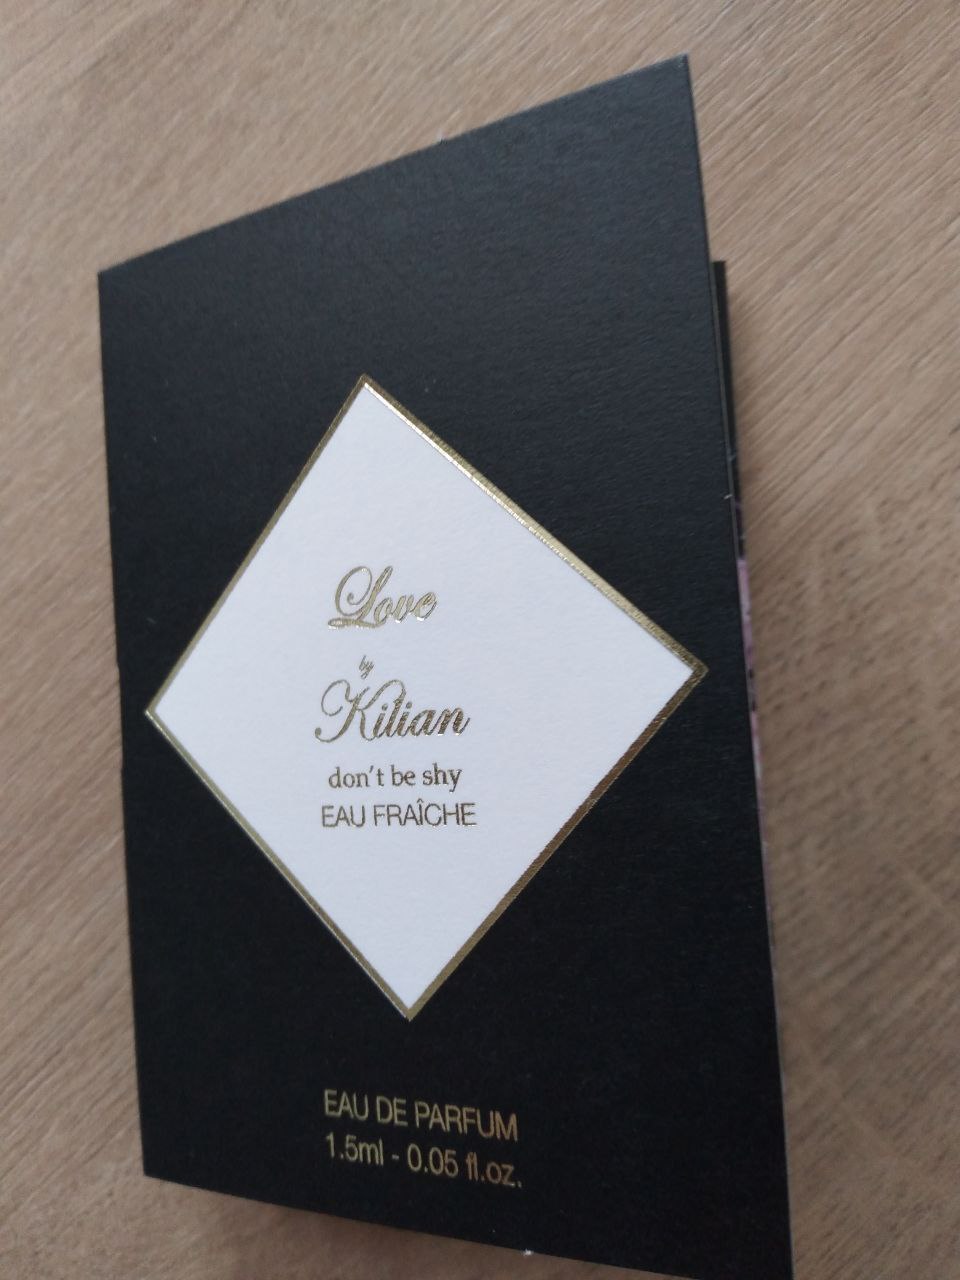 Love
by
Kilian
don't be shy
EAU FRAÎCHE
EAU DE PARFUM
1.5ml - 0.05 fl.oz.